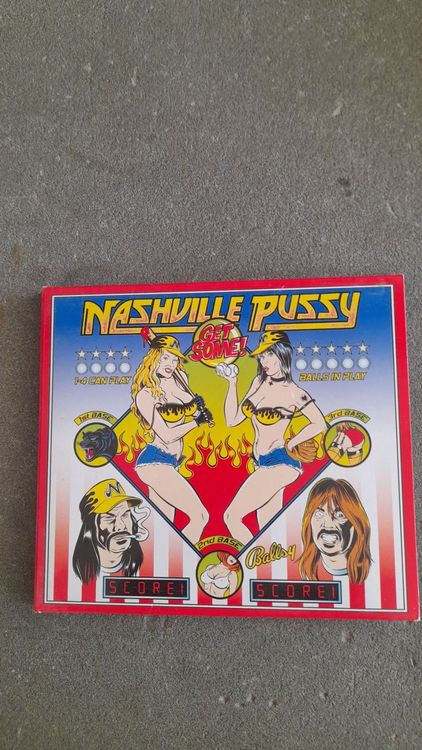 NASHVILLE PUSSY
GET SOME!
1-4 CAN PLAY
BALLS IN PLAY
1st BASE
3rd BASE
N
2nd BASE
Ballsy
SCORE!
SCORE!